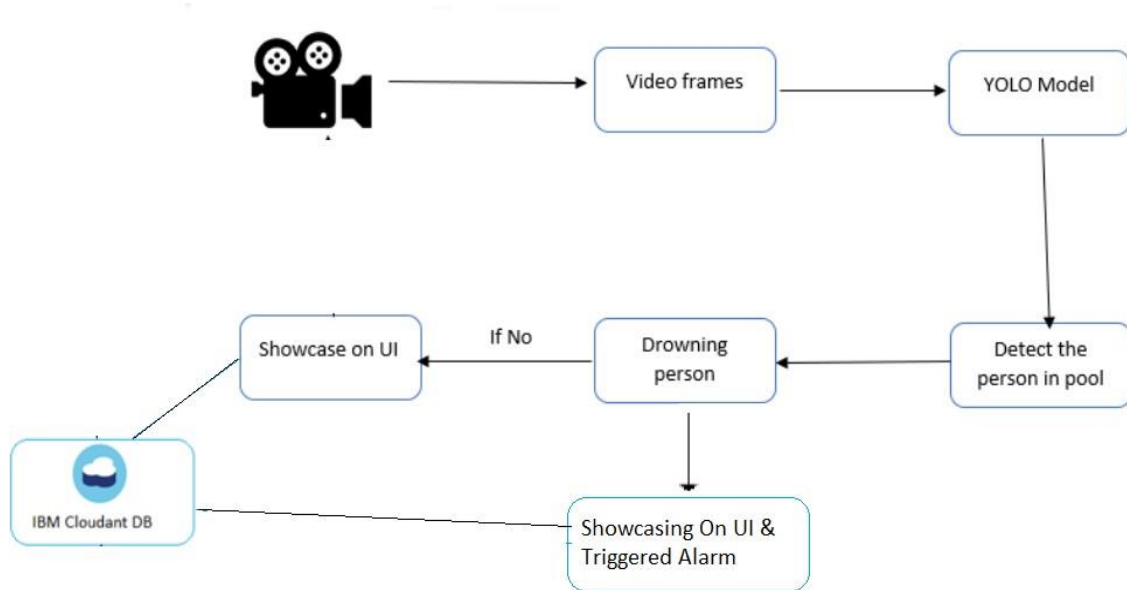 Video frames
YOLO Model
Showcase on UI
If No
Drowning
person
Detect the
person in pool
IBM Cloudant DB
Showcasing On UI &
Triggered Alarm